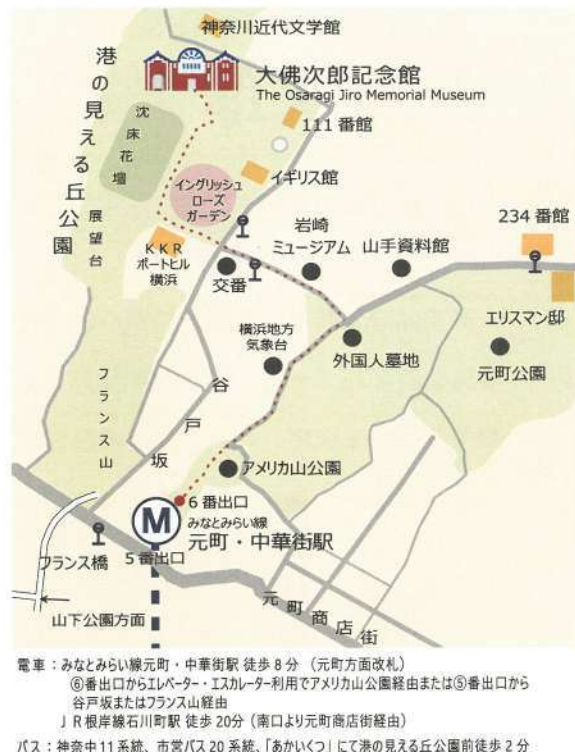 神奈川近代文学館
港の見える丘公園
大佛次郎記念館
The Osaragi Jiro Memorial Museum
沈床花壇
111番館
イギリス館
イングリッシュ
ローズ
ガーデン
展望台
KKR
ポートヒル
横浜
岩崎
ミュージアム
山手資料館
234番館
交番
エリスマン邸
横浜地方
気象台
外国人墓地
元町公園
フランス山
谷戸坂
アメリカ山公園
6番出口
M
みなとみらい線
元町・中華街駅
フランス橋
5番出口
元町商店街
山下公園方面
電車：みなとみらい線元町・中華街駅 徒歩8分 （元町方面改札）
⑥番出口からエレベーター・エスカレーター利用でアメリカ山公園経由または⑤番出口から
谷戸坂またはフランス山経由
ＪＲ根岸線石川町駅 徒歩20分（南口より元町商店街経由）
バス：神奈中11系統、市営バス20系統、「あかいくつ」にて港の見える丘公園前徒歩2分